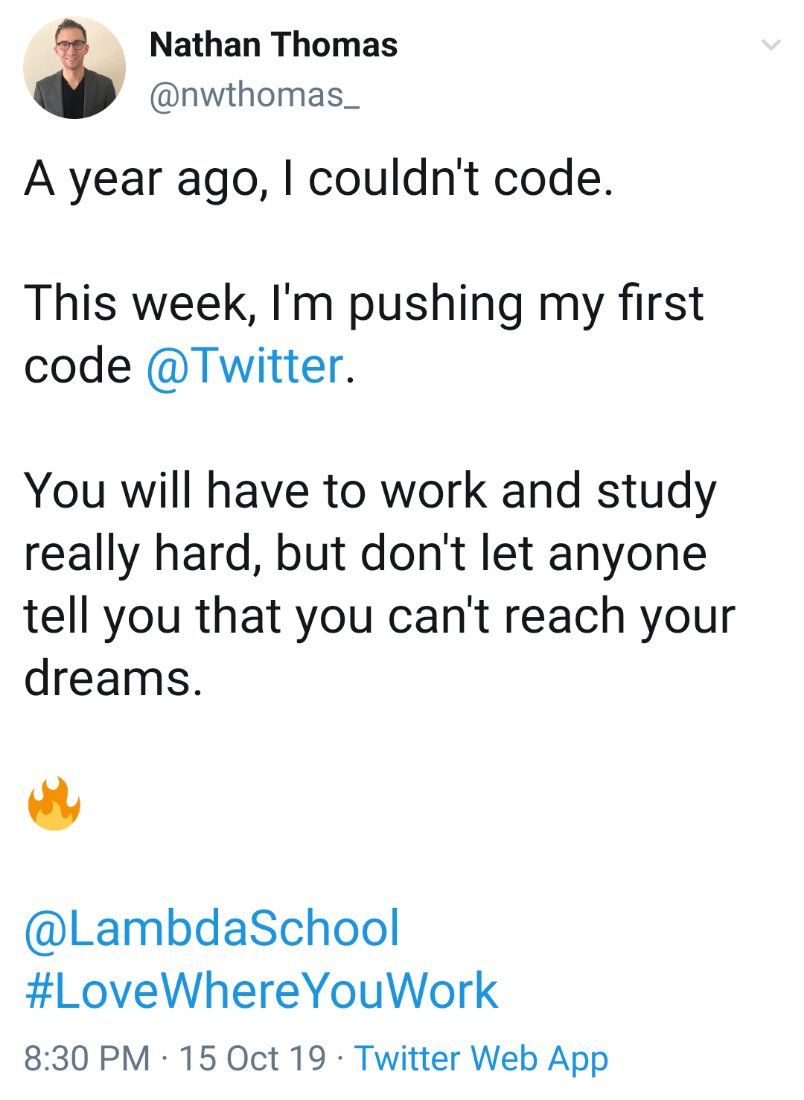 Nathan Thomas
@nwthomas_
A year ago, I couldn't code.
This week, I'm pushing my first
code @Twitter.
You will have to work and study
really hard, but don't let anyone
tell you that you can't reach your
dreams.
🔥
@LambdaSchool
#LoveWhereYouWork
8:30 PM · 15 Oct 19 · Twitter Web App